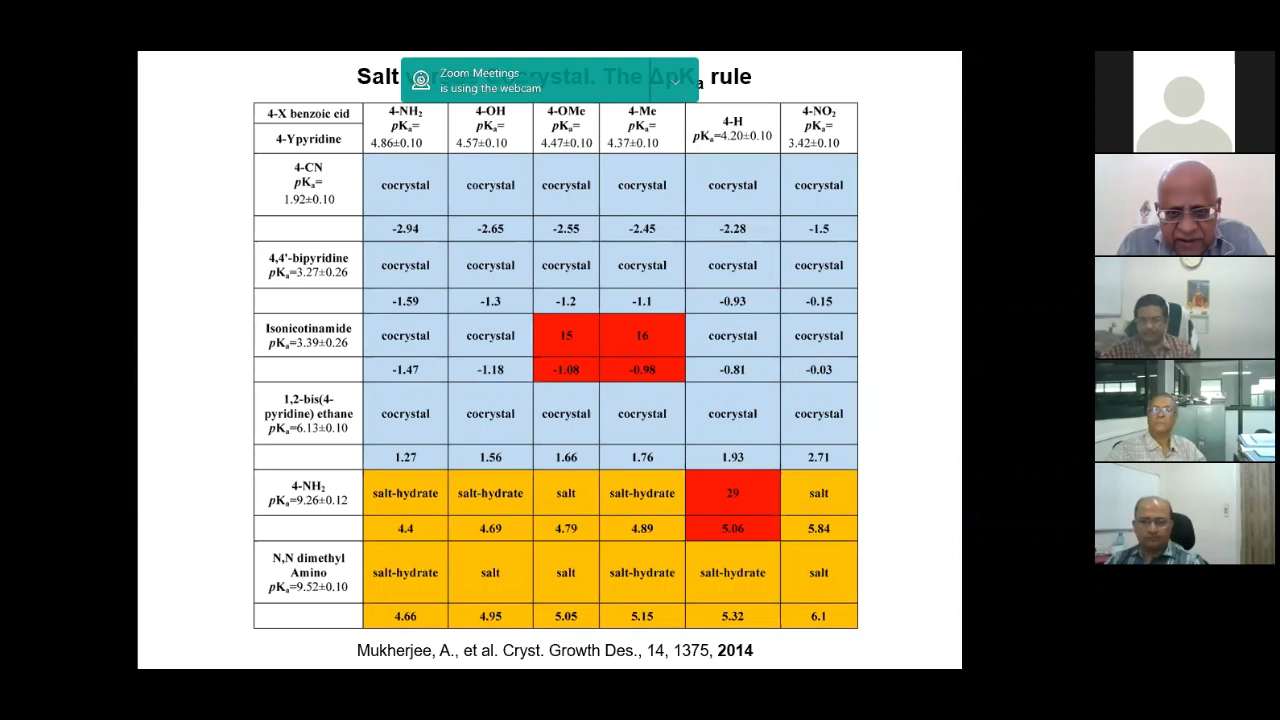 Salt versus Cocrystal. The ΔpKa rule
Zoom Meetings
is using the webcam
4-X benzoic cid
4-Ypyridine
4-NH₂ pKa= 4.86±0.10
4-OH pKa= 4.57±0.10
4-OMe pKa= 4.47±0.10
4-Me pKa= 4.37±0.10
4-H pKa=4.20±0.10
4-NO₂ pKa= 3.42±0.10
4-CN pKa= 1.92±0.10
cocrystal cocrystal cocrystal cocrystal cocrystal cocrystal
-2.94 -2.65 -2.55 -2.45 -2.28 -1.5
4,4'-bipyridine pKa=3.27±0.26
cocrystal cocrystal cocrystal cocrystal cocrystal cocrystal
-1.59 -1.3 -1.2 -1.1 -0.93 -0.15
Isonicotinamide pKa=3.39±0.26
cocrystal cocrystal 15 16 cocrystal cocrystal
-1.47 -1.18 -1.08 -0.98 -0.81 -0.03
1,2-bis(4-pyridine) ethane pKa=6.13±0.10
cocrystal cocrystal cocrystal cocrystal cocrystal cocrystal
1.27 1.56 1.66 1.76 1.93 2.71
4-NH₂ pKa=9.26±0.12
salt-hydrate salt-hydrate salt salt-hydrate 29 salt
4.4 4.69 4.79 4.89 5.06 5.84
N,N dimethyl Amino pKa=9.52±0.10
salt-hydrate salt salt salt-hydrate salt-hydrate salt
4.66 4.95 5.05 5.15 5.32 6.1
Mukherjee, A., et al. Cryst. Growth Des., 14, 1375, 2014